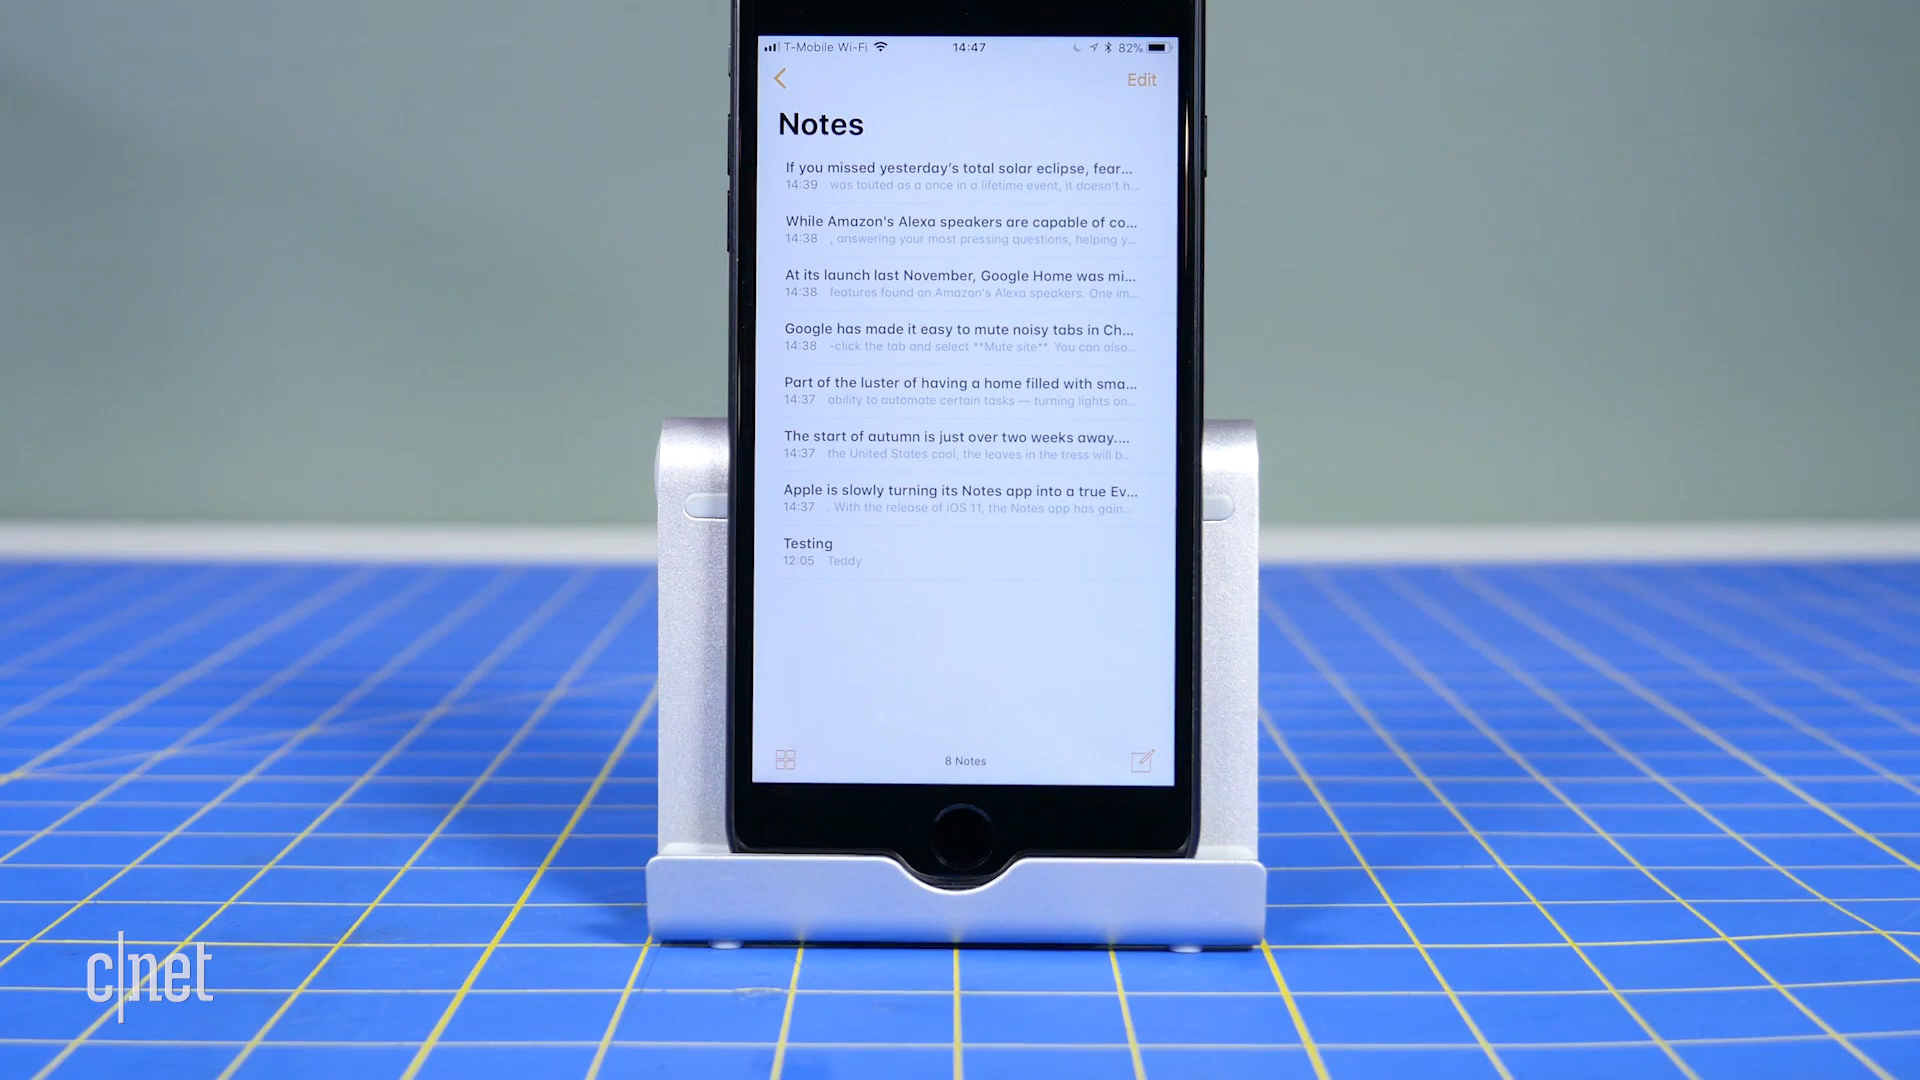 T-Mobile Wi-Fi 14:47 82%
Edit
Notes
If you missed yesterday's total solar eclipse, fear...
14:39 was touted as a once in a lifetime event, it doesn't h...
While Amazon's Alexa speakers are capable of co...
14:38 , answering your most pressing questions, helping y...
At its launch last November, Google Home was mi...
14:38 features found on Amazon's Alexa speakers. One im...
Google has made it easy to mute noisy tabs in Ch...
14:38 -click the tab and select **Mute site**. You can also...
Part of the luster of having a home filled with sma...
14:37 ability to automate certain tasks — turning lights on...
The start of autumn is just over two weeks away....
14:37 the United States cool, the leaves in the tress will b...
Apple is slowly turning its Notes app into a true Ev...
14:37 . With the release of iOS 11, the Notes app has gain...
Testing
12:05 Teddy
8 Notes
c|net